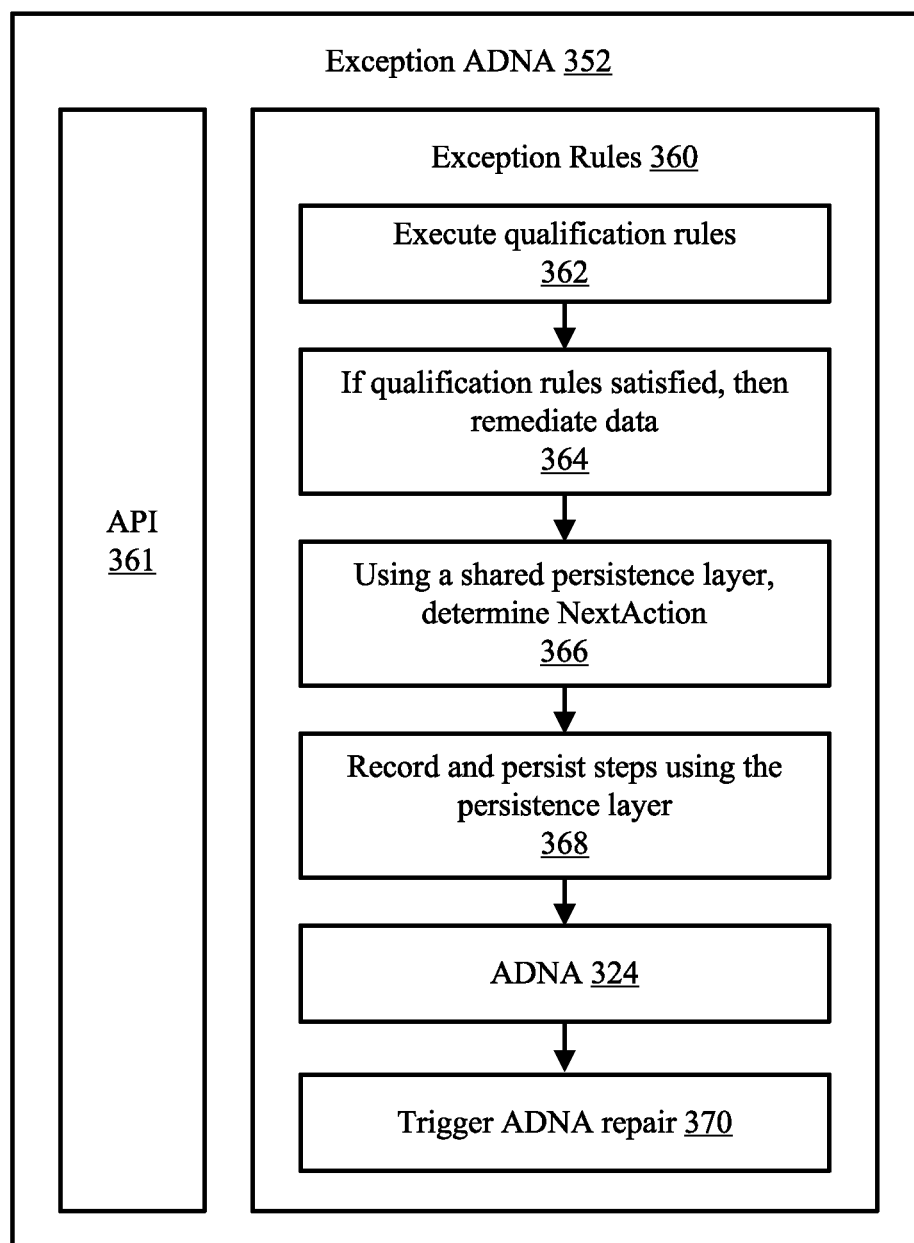 Exception ADNA 352
API
361
Exception Rules 360
Execute qualification rules
362
If qualification rules satisfied, then
remediate data
364
Using a shared persistence layer,
determine NextAction
366
Record and persist steps using the
persistence layer
368
ADNA 324
Trigger ADNA repair 370